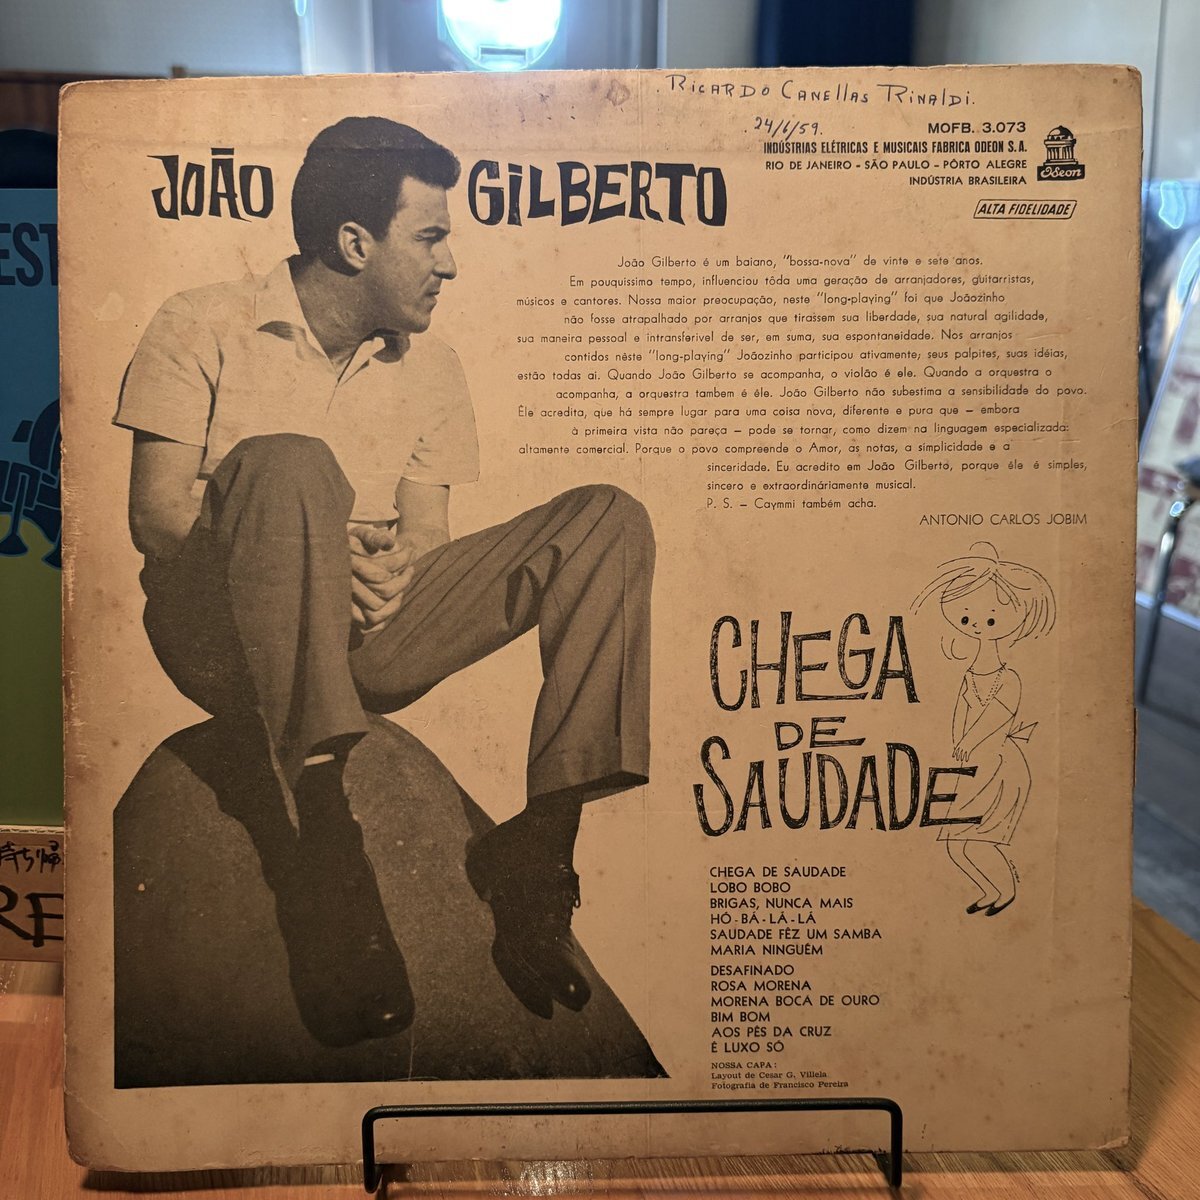 Ricardo Canellas Rinaldi.
24/6/59.
MOFB. 3.073
INDÚSTRIAS ELÉTRICAS E MUSICAIS FABRICA ODEON S.A.
RIO DE JANEIRO - SÃO PAULO - PÔRTO ALEGRE
INDÚSTRIA BRASILEIRA
Odeon
ALTA FIDELIDADE
JOÃO GILBERTO
João Gilberto é um baiano, "bossa-nova" de vinte e sete anos.
Em pouquissimo tempo, influenciou tôda uma geração de arranjadores, guitarristas,
músicos e cantores. Nossa maior preocupação, neste "long-playing" foi que Joãozinho
não fosse atrapalhado por arranjos que tirassem sua liberdade, sua natural agilidade,
sua maneira pessoal e intransferivel de ser, em suma, sua espontaneidade. Nos arranjos
contidos nêste "long-playing" Joãozinho participou ativamente; seus palpites, suas idéias,
estão todas ai. Quando João Gilberto se acompanha, o violão é ele. Quando a orquestra o
acompanha, a orquestra tambem é êle. João Gilberto não subestima a sensibilidade do povo.
Êle acredita, que há sempre lugar para uma coisa nova, diferente e pura que – embora
à primeira vista não pareça – pode se tornar, como dizem na linguagem especializada:
altamente comercial. Porque o povo compreende o Amor, as notas, a simplicidade e a
sinceridade. Eu acredito em João Gilberto, porque êle é simples,
sincero e extraordinàriamente musical.
P. S. – Caymmi também acha.
ANTONIO CARLOS JOBIM
CHEGA
DE
SAUDADE
CHEGA DE SAUDADE
LOBO BOBO
BRIGAS, NUNCA MAIS
HÓ-BÁ-LÁ-LÁ
SAUDADE FÊZ UM SAMBA
MARIA NINGUÉM
DESAFINADO
ROSA MORENA
MORENA BOCA DE OURO
BIM BOM
AOS PÉS DA CRUZ
É LUXO SÓ
NOSSA CAPA:
Layout de Cesar G. Villela
Fotografia de Francisco Pereira
EST
持ち帰
RE